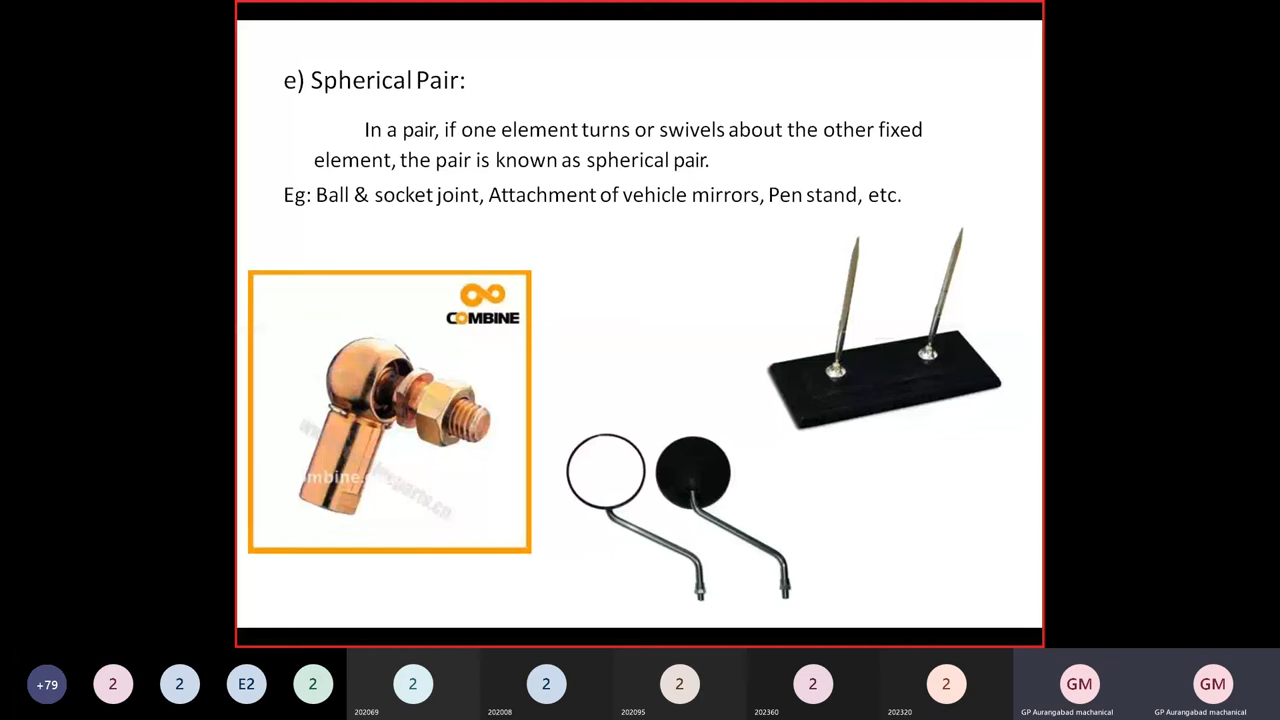 e) Spherical Pair:
In a pair, if one element turns or swivels about the other fixed
element, the pair is known as spherical pair.
Eg: Ball & socket joint, Attachment of vehicle mirrors, Pen stand, etc.
COMBINE
+79
2
2
E2
2
2
2
2
2
2
GM
GM
202069
202008
202095
202360
202320
GP Aurangabad machanical
GP Aurangabad machanical